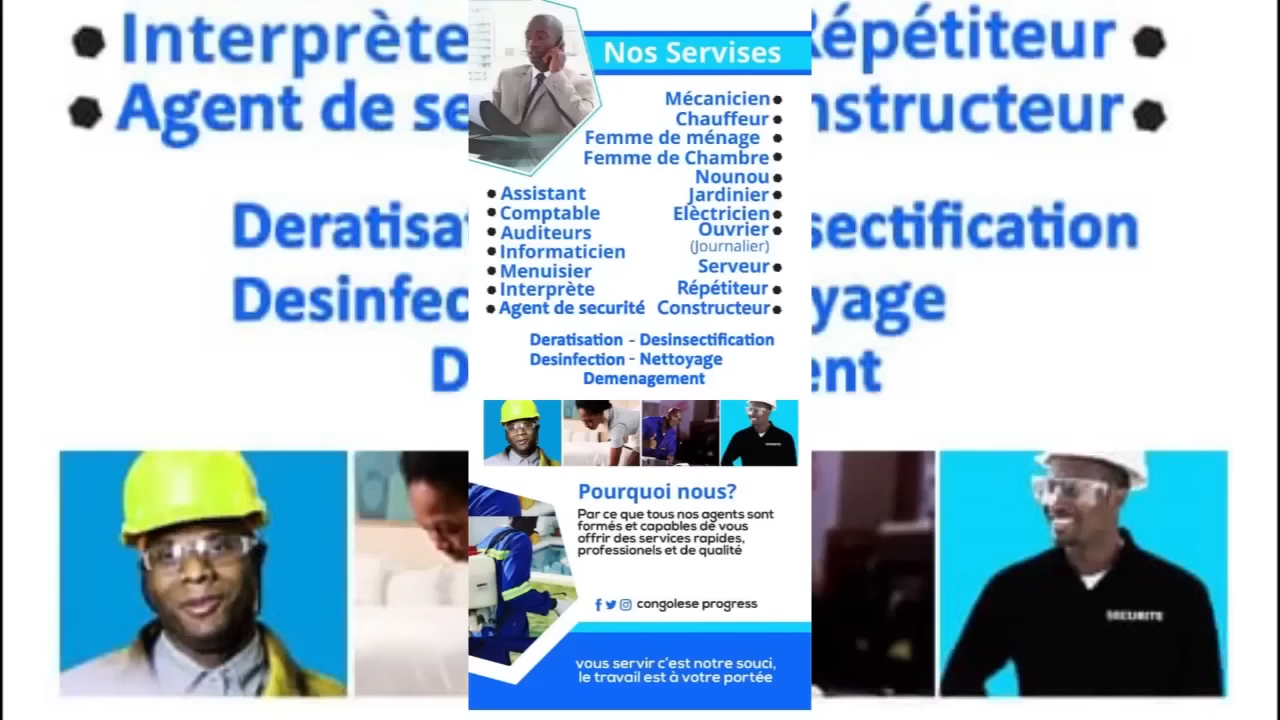 Nos Servises
Mécanicien
Chauffeur
Femme de ménage
Femme de Chambre
Nounou
Jardinier
Elèctricien
Ouvrier
(Journalier)
Serveur
Répétiteur
Constructeur
Assistant
Comptable
Auditeurs
Informaticien
Menuisier
Interprète
Agent de securité
Deratisation - Desinsectification
Desinfection - Nettoyage
Demenagement
Pourquoi nous?
Par ce que tous nos agents sont
formés et capables de vous
offrir des services rapides,
professionels et de qualité
congolese progress
vous servir c'est notre souci,
le travail est à votre portée
Interprète
Répétiteur
Agent de se
nstructeur
Deratisa
sectification
Desinfec
yage
D
ent
SECURITE